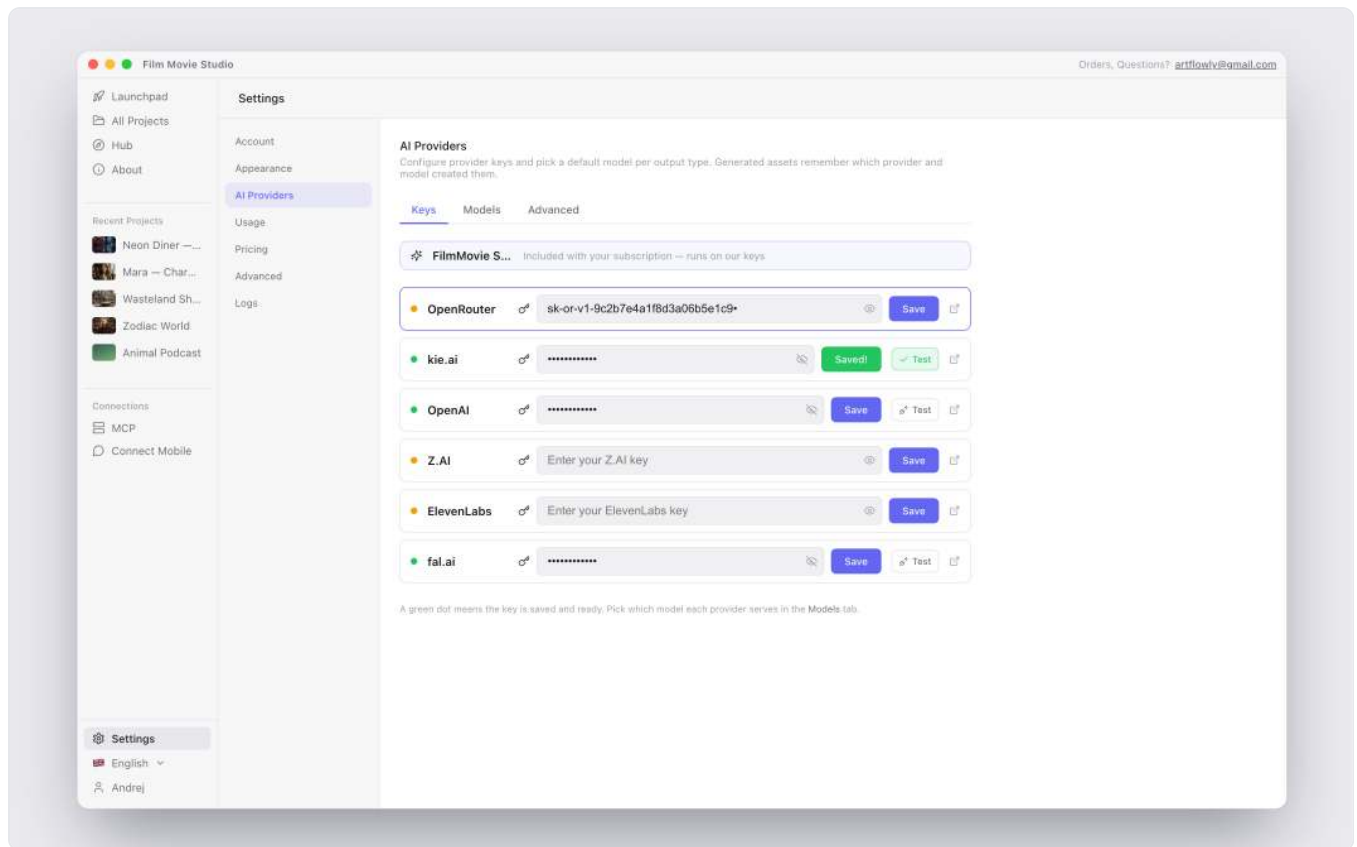 Film Movie Studio
Orders, Questions? artflowly@gmail.com
Launchpad
All Projects
Hub
About
Recent Projects
Neon Diner —...
Mara — Char...
Wasteland Sh...
Zodiac World
Animal Podcast
Connections
MCP
Connect Mobile
Settings
English
Andrej
Settings
Account
Appearance
AI Providers
Usage
Pricing
Advanced
Logs
AI Providers
Configure provider keys and pick a default model per output type. Generated assets remember which provider and
model created them.
Keys Models Advanced
FilmMovie S... Included with your subscription — runs on our keys
OpenRouter sk-or-v1-9c2b7e4a1f8d3a06b5e1c9• Save
kie.ai •••••••••••• Saved! Test
OpenAI •••••••••••• Save Test
Z.AI Enter your Z.AI key Save
ElevenLabs Enter your ElevenLabs key Save
fal.ai •••••••••••• Save Test
A green dot means the key is saved and ready. Pick which model each provider serves in the Models tab.